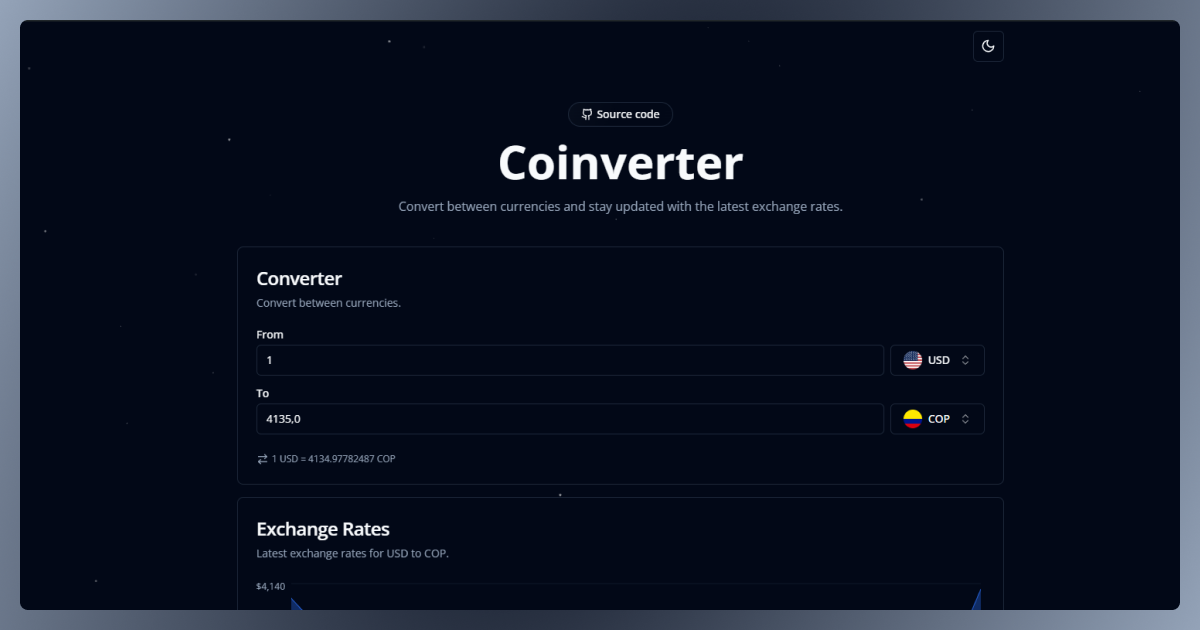 Source code
Coinverter
Convert between currencies and stay updated with the latest exchange rates.
Converter
Convert between currencies.
From
1
USD
To
4135,0
COP
1 USD = 4134.97782487 COP
Exchange Rates
Latest exchange rates for USD to COP.
$4,140